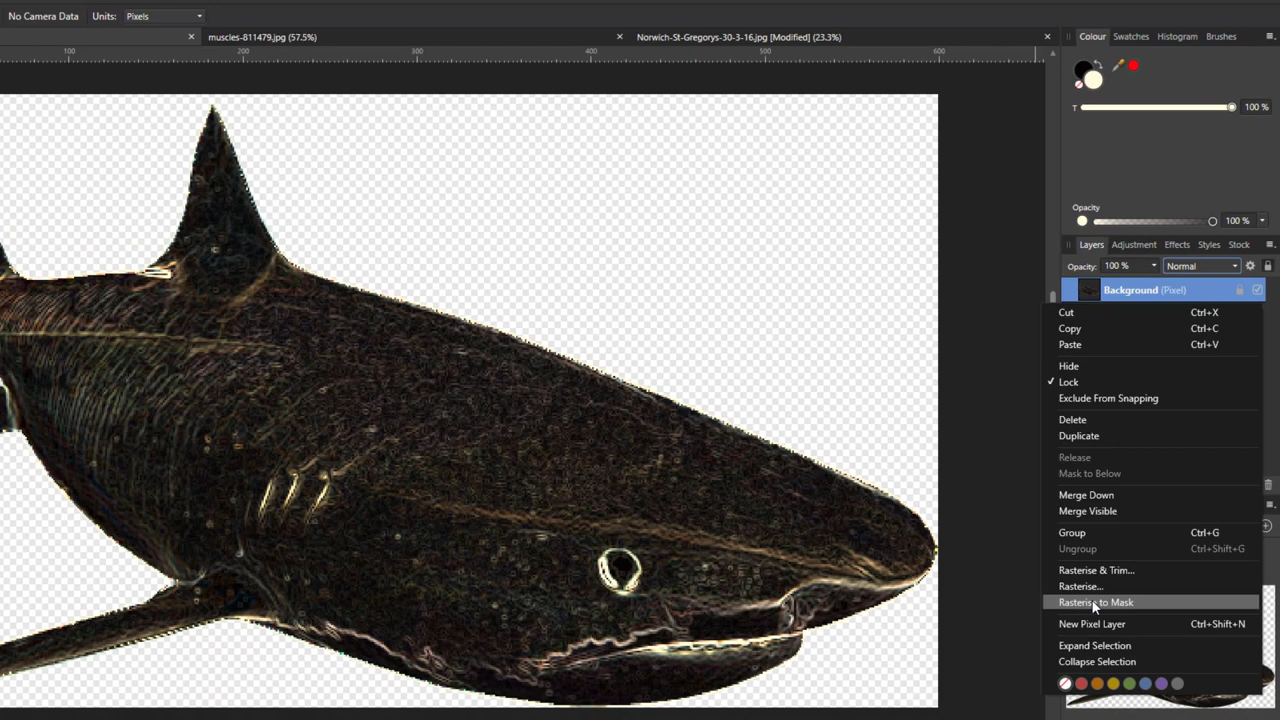 No Camera Data Units: Pixels
muscles-811479.jpg (57.5%) Norwich-St-Gregorys-30-3-16.jpg [Modified] (23.3%)
100 200 300 400 500 600
Colour Swatches Histogram Brushes
T 100 %
Opacity
100 %
Layers Adjustment Effects Styles Stock
Opacity: 100 % Normal
Background (Pixel)
Cut Ctrl+X
Copy Ctrl+C
Paste Ctrl+V
Hide
Lock
Exclude From Snapping
Delete
Duplicate
Release
Mask to Below
Merge Down
Merge Visible
Group Ctrl+G
Ungroup Ctrl+Shift+G
Rasterise & Trim...
Rasterise...
Rasterise to Mask
New Pixel Layer Ctrl+Shift+N
Expand Selection
Collapse Selection